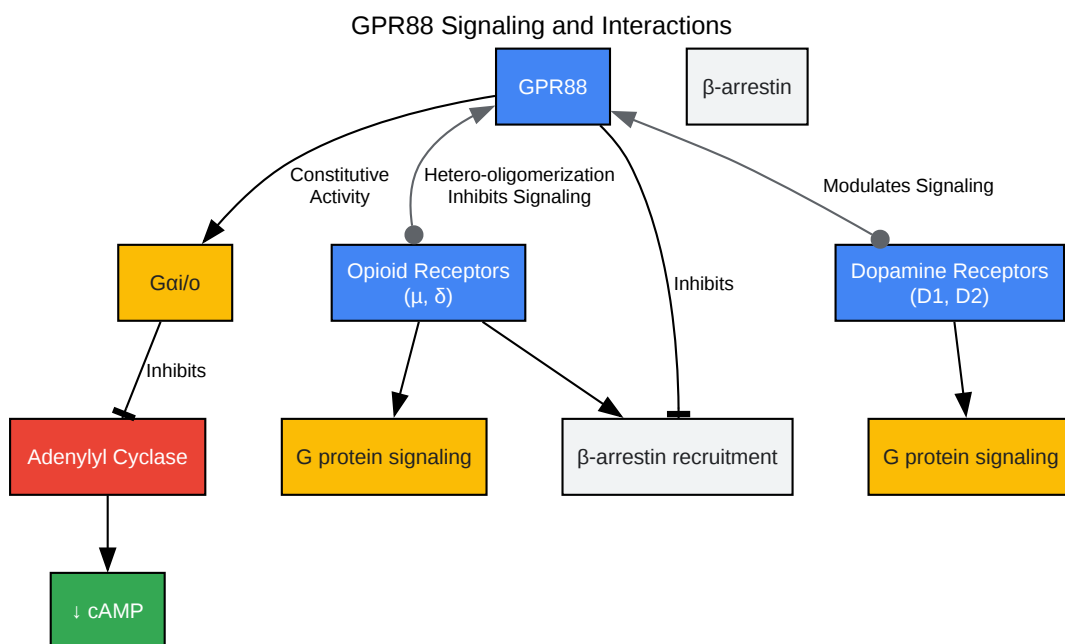 GPR88 Signaling and Interactions
GPR88
β-arrestin
Constitutive
Activity
Hetero-oligomerization
Inhibits Signaling
Modulates Signaling
Gαi/o
Opioid Receptors
(μ, δ)
Inhibits
Dopamine Receptors
(D1, D2)
Inhibits
Adenylyl Cyclase
G protein signaling
β-arrestin recruitment
G protein signaling
↓ cAMP